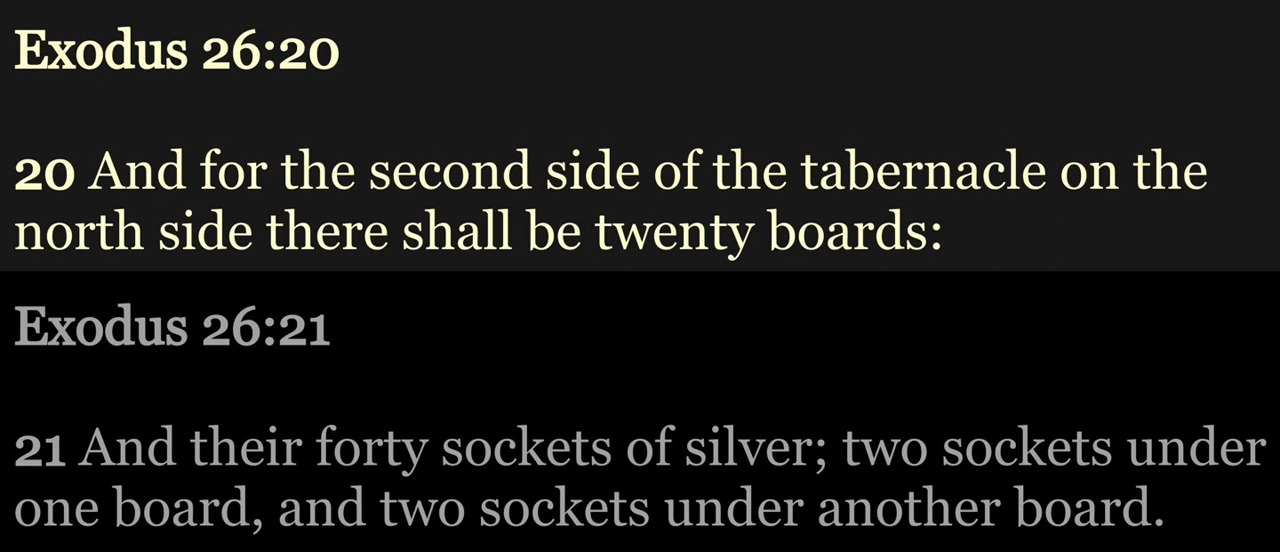 Exodus 26:20
20 And for the second side of the tabernacle on the
north side there shall be twenty boards:
Exodus 26:21
21 And their forty sockets of silver; two sockets under
one board, and two sockets under another board.